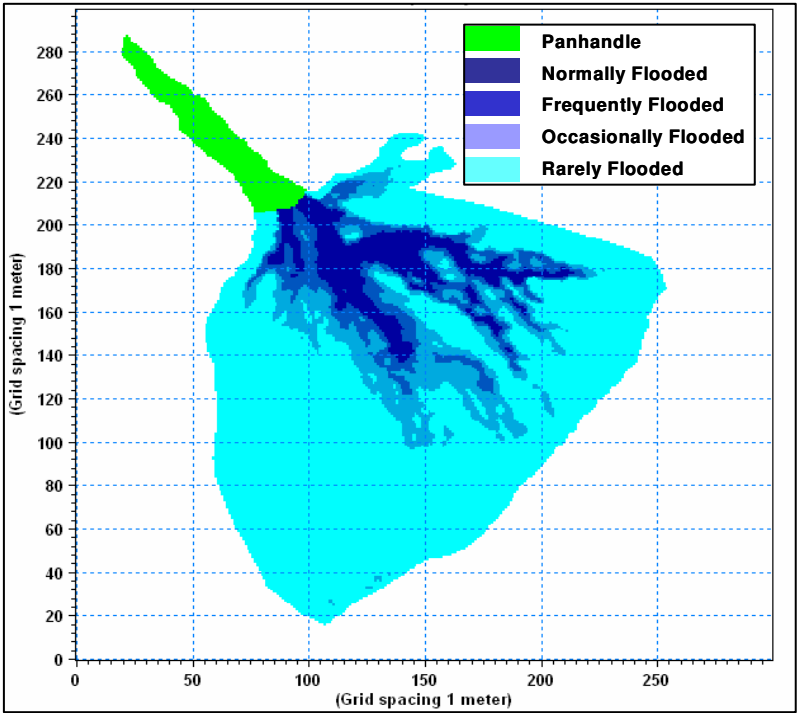 Panhandle
Normally Flooded
Frequently Flooded
Occasionally Flooded
Rarely Flooded
280
260
240
220
200
180
160
140
120
100
80
60
40
20
0
(Grid spacing 1 meter)
0 50 100 150 200 250
(Grid spacing 1 meter)